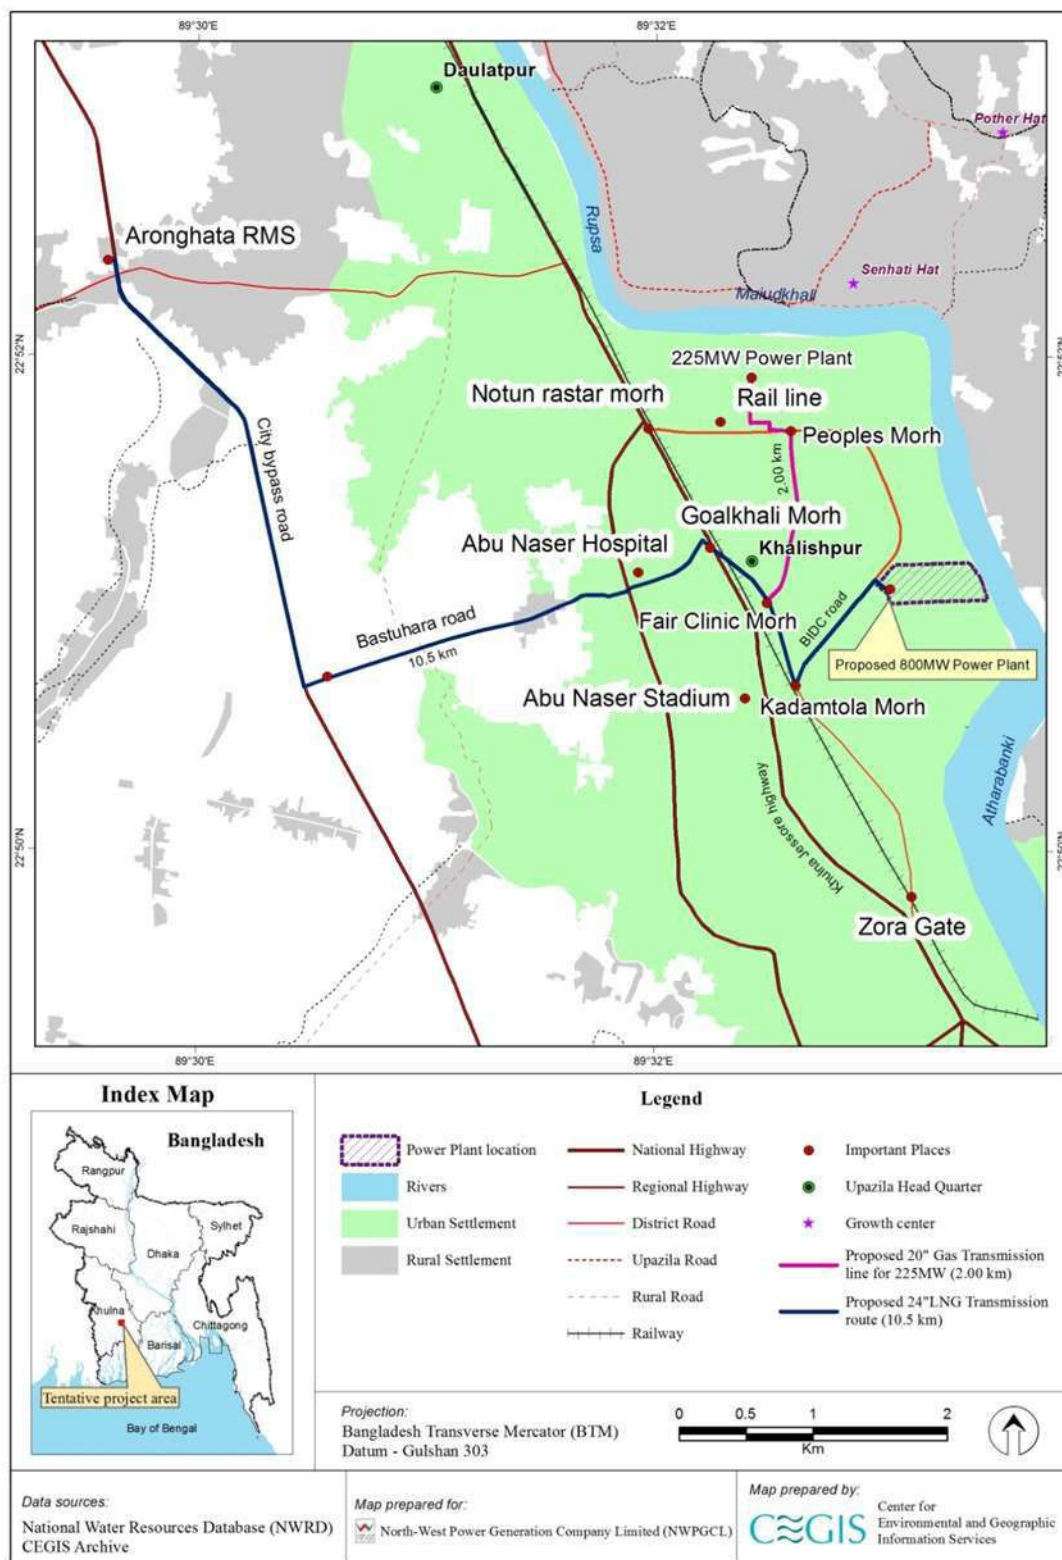 89°30'E
89°32'E
Daulatpur
Pother Hat
Aronghata RMS
Rupsa
Senhati Hat
Maiudkhali
22°52'N
22°52'N
225MW Power Plant
Notun rastar morh
Rail line
Peoples Morh
City bypass road
2.00 km
Goalkhali Morh
Abu Naser Hospital
Khalishpur
Bastuhara road
10.5 km
Fair Clinic Morh
BIDC road
Proposed 800MW Power Plant
Abu Naser Stadium
Kadamtola Morh
Atharabanki
Khulna Jessore highway
22°50'N
22°50'N
Zora Gate
89°30'E
89°32'E
Index Map
Bangladesh
Rangpur
Rajshahi
Sylhet
Dhaka
Khulna
Chittagong
Barisal
Tentative project area
Bay of Bengal
Legend
Power Plant location
Rivers
Urban Settlement
Rural Settlement
National Highway
Regional Highway
District Road
Upazila Road
Rural Road
Railway
Important Places
Upazila Head Quarter
Growth center
Proposed 20" Gas Transmission
line for 225MW (2.00 km)
Proposed 24"LNG Transmission
route (10.5 km)
Projection:
Bangladesh Transverse Mercator (BTM)
Datum - Gulshan 303
0 0.5 1 2
Km
Data sources:
National Water Resources Database (NWRD)
CEGIS Archive
Map prepared for:
North-West Power Generation Company Limited (NWPGCL)
Map prepared by:
CEGIS
Center for
Environmental and Geographic
Information Services